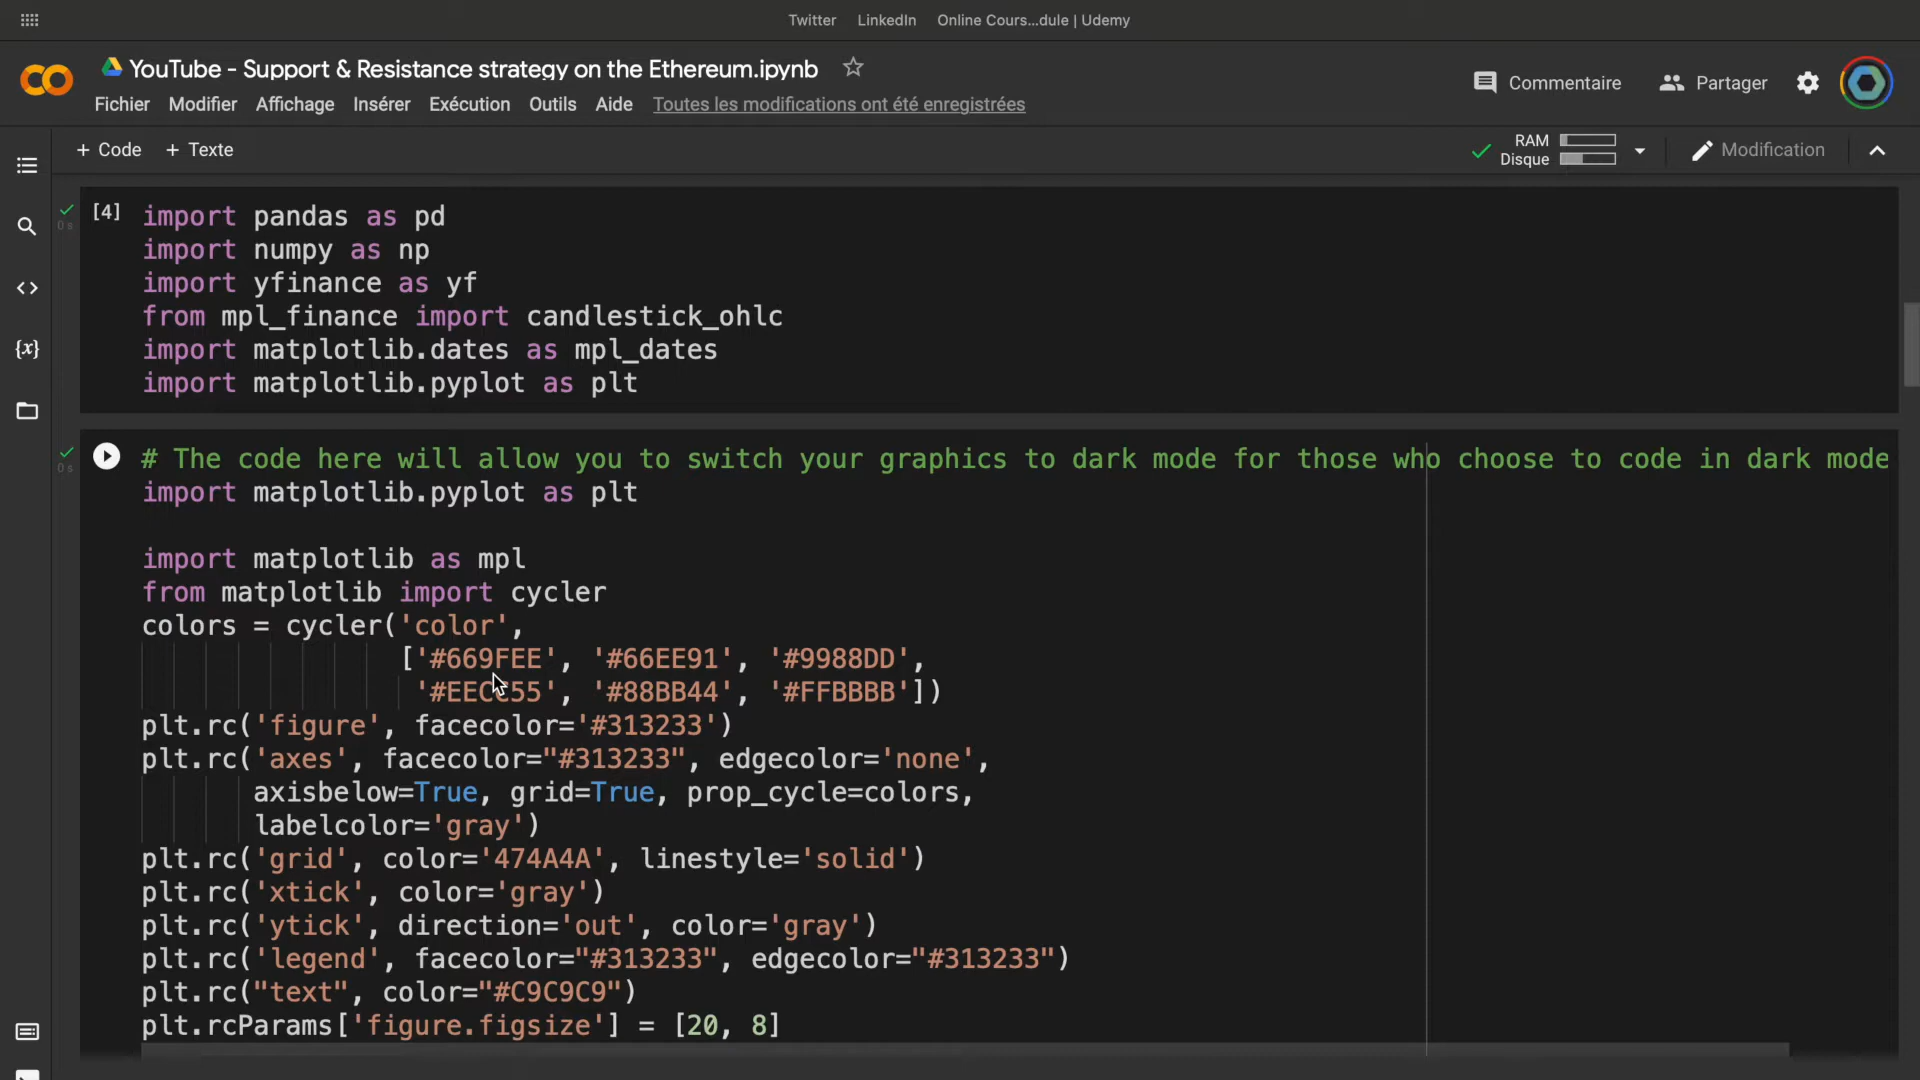 Twitter LinkedIn Online Cours...dule | Udemy
YouTube - Support & Resistance strategy on the Ethereum.ipynb
Commentaire Partager
Fichier Modifier Affichage Insérer Exécution Outils Aide Toutes les modifications ont été enregistrées
+ Code + Texte
RAM
Disque
Modification
[4] import pandas as pd
0 s
import numpy as np
import yfinance as yf
from mpl_finance import candlestick_ohlc
import matplotlib.dates as mpl_dates
import matplotlib.pyplot as plt
# The code here will allow you to switch your graphics to dark mode for those who choose to code in dark mode
0 s
import matplotlib.pyplot as plt
import matplotlib as mpl
from matplotlib import cycler
colors = cycler('color',
['#669FEE', '#66EE91', '#9988DD',
'#EECC55', '#88BB44', '#FFBBBB'])
plt.rc('figure', facecolor='#313233')
plt.rc('axes', facecolor="#313233", edgecolor='none',
axisbelow=True, grid=True, prop_cycle=colors,
labelcolor='gray')
plt.rc('grid', color='474A4A', linestyle='solid')
plt.rc('xtick', color='gray')
plt.rc('ytick', direction='out', color='gray')
plt.rc('legend', facecolor="#313233", edgecolor="#313233")
plt.rc("text", color="#C9C9C9")
plt.rcParams['figure.figsize'] = [20, 8]